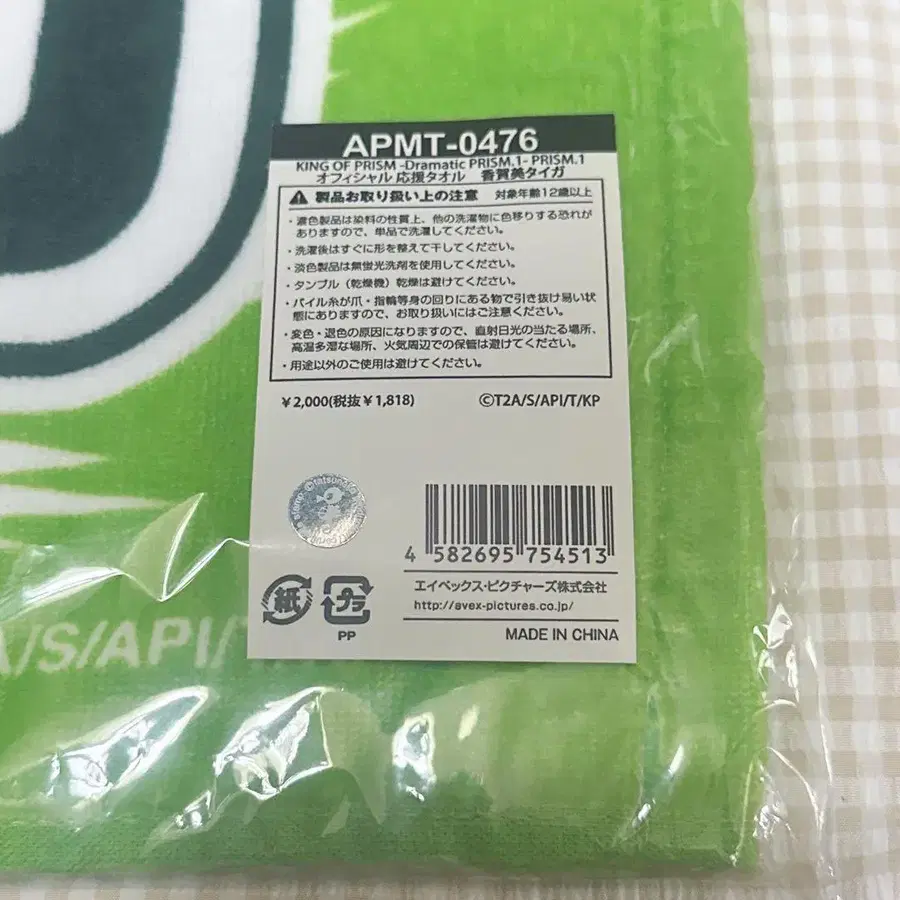 APMT-0476
KING OF PRISM -Dramatic PRISM.1- PRISM.1
オフィシャル 応援タオル 香賀美タイガ
製品お取り扱い上の注意 対象年齢12歳以上
・濃色製品は染料の性質上、他の洗濯物に色移りする恐れが
ありますので、単品で洗濯してください。
・洗濯後はすぐに形を整えて干してください。
・淡色製品は無蛍光洗剤を使用してください。
・タンブル（乾燥機）乾燥は避けてください。
・パイル糸が爪・指輪等身の回りにある物で引き抜け易い状
態にありますので、お取り扱いにはご注意ください。
・変色・退色の原因になりますので、直射日光の当たる場所、
高温多湿な場所、火気周辺での保管は避けてください。
・用途以外のご使用は避けてください。
￥2,000(税抜￥1,818) ©T2A/S/API/T/KP
4 582695 754513
エイベックス・ピクチャーズ株式会社
http://avex-pictures.co.jp/
紙 プラ
PP
MADE IN CHINA
A/S/API/